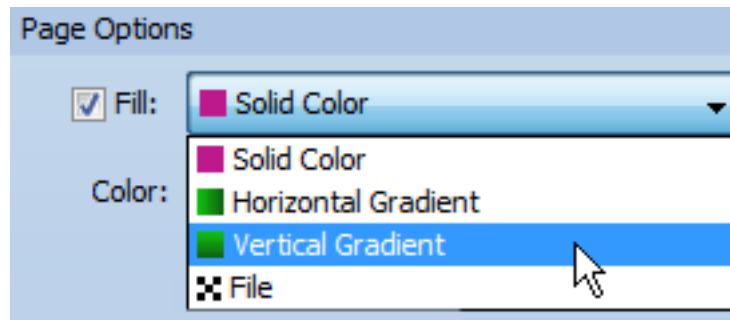 Page Options
Fill: Solid Color
Solid Color
Color:
Horizontal Gradient
Vertical Gradient
File